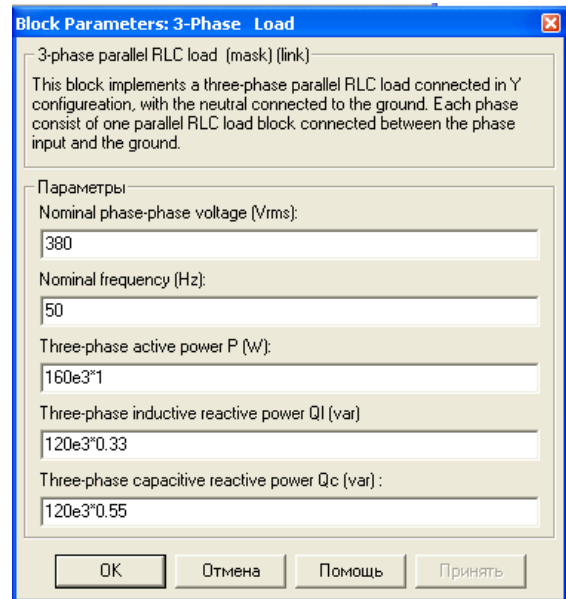 Block Parameters: 3-Phase Load
3-phase parallel RLC load (mask) (link)
This block implements a three-phase parallel RLC load connected in Y
configureation, with the neutral connected to the ground. Each phase
consist of one parallel RLC load block connected between the phase
input and the ground.
Параметры
Nominal phase-phase voltage (Vrms):
380
Nominal frequency (Hz):
50
Three-phase active power P (W):
160e3*1
Three-phase inductive reactive power Ql (var)
120e3*0.33
Three-phase capacitive reactive power Qc (var) :
120e3*0.55
OK Отмена Помощь Принять